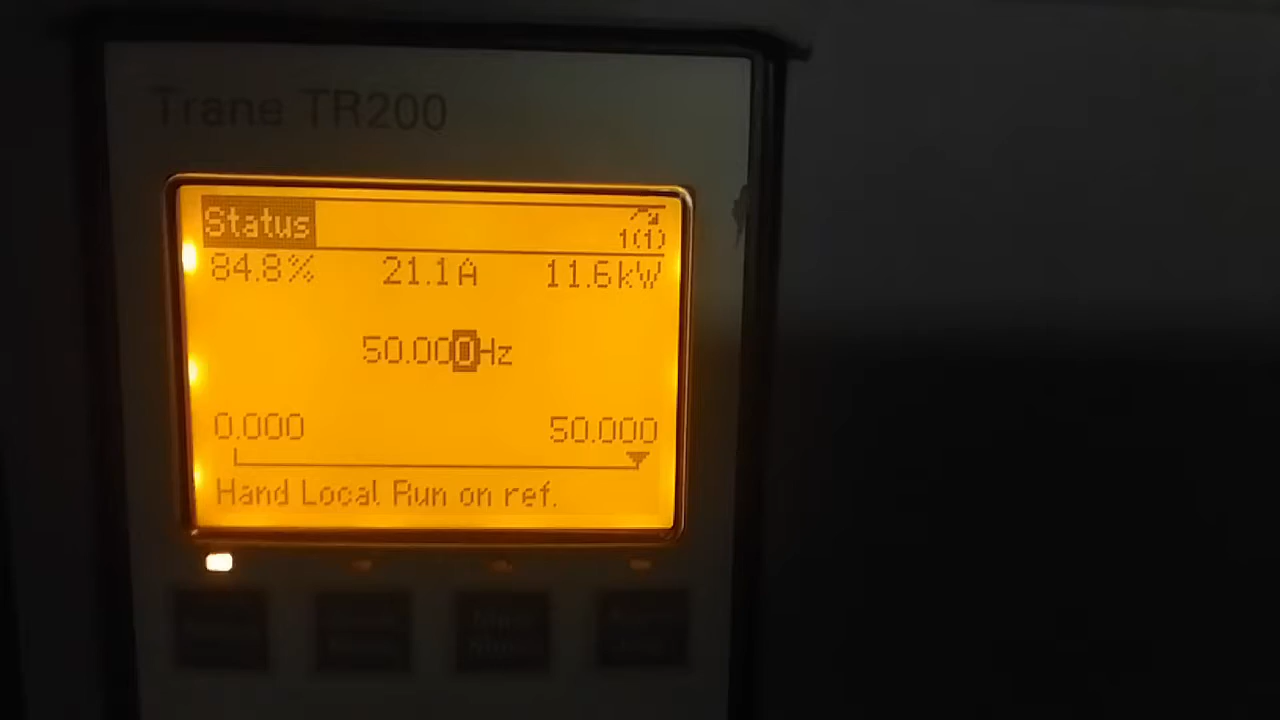 Trane TR200
Status
1(1)
84.8% 21.1A 11.6kW
50.000Hz
0.000 50.000
Hand Local Run on ref.